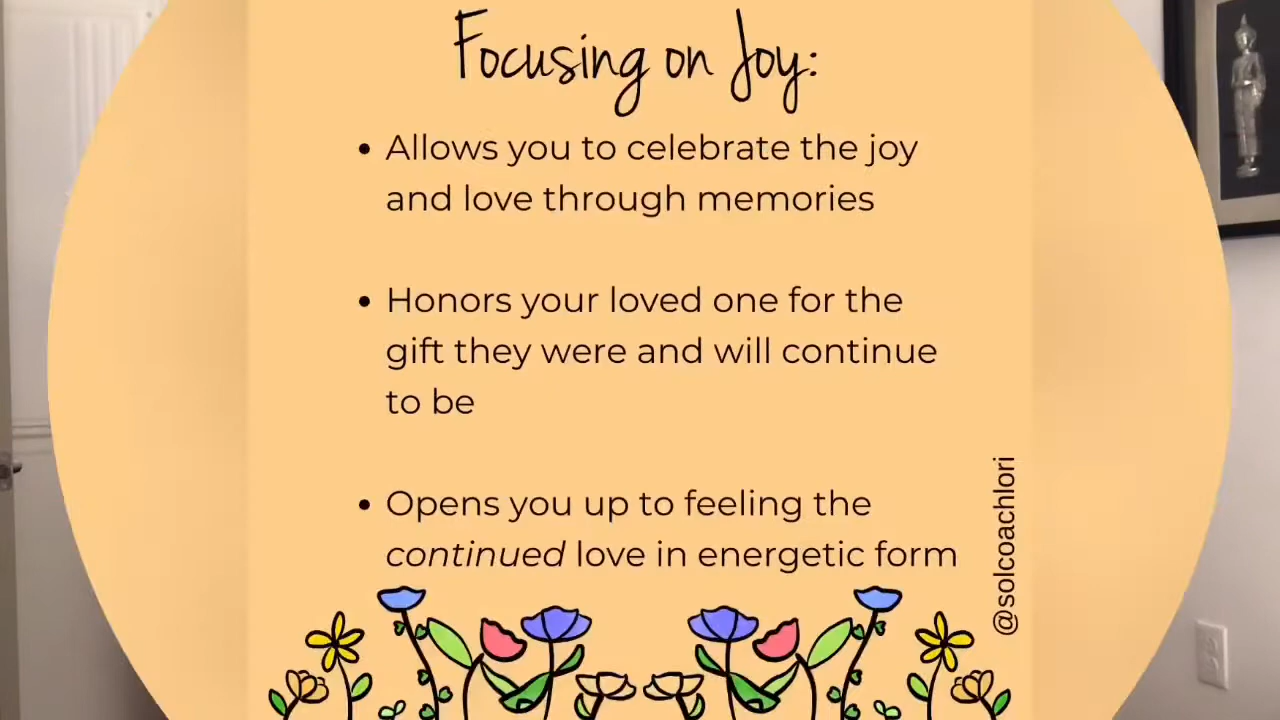 Focusing on Joy:
• Allows you to celebrate the joy
and love through memories
• Honors your loved one for the
gift they were and will continue
to be
• Opens you up to feeling the
continued love in energetic form
@solcoachlori